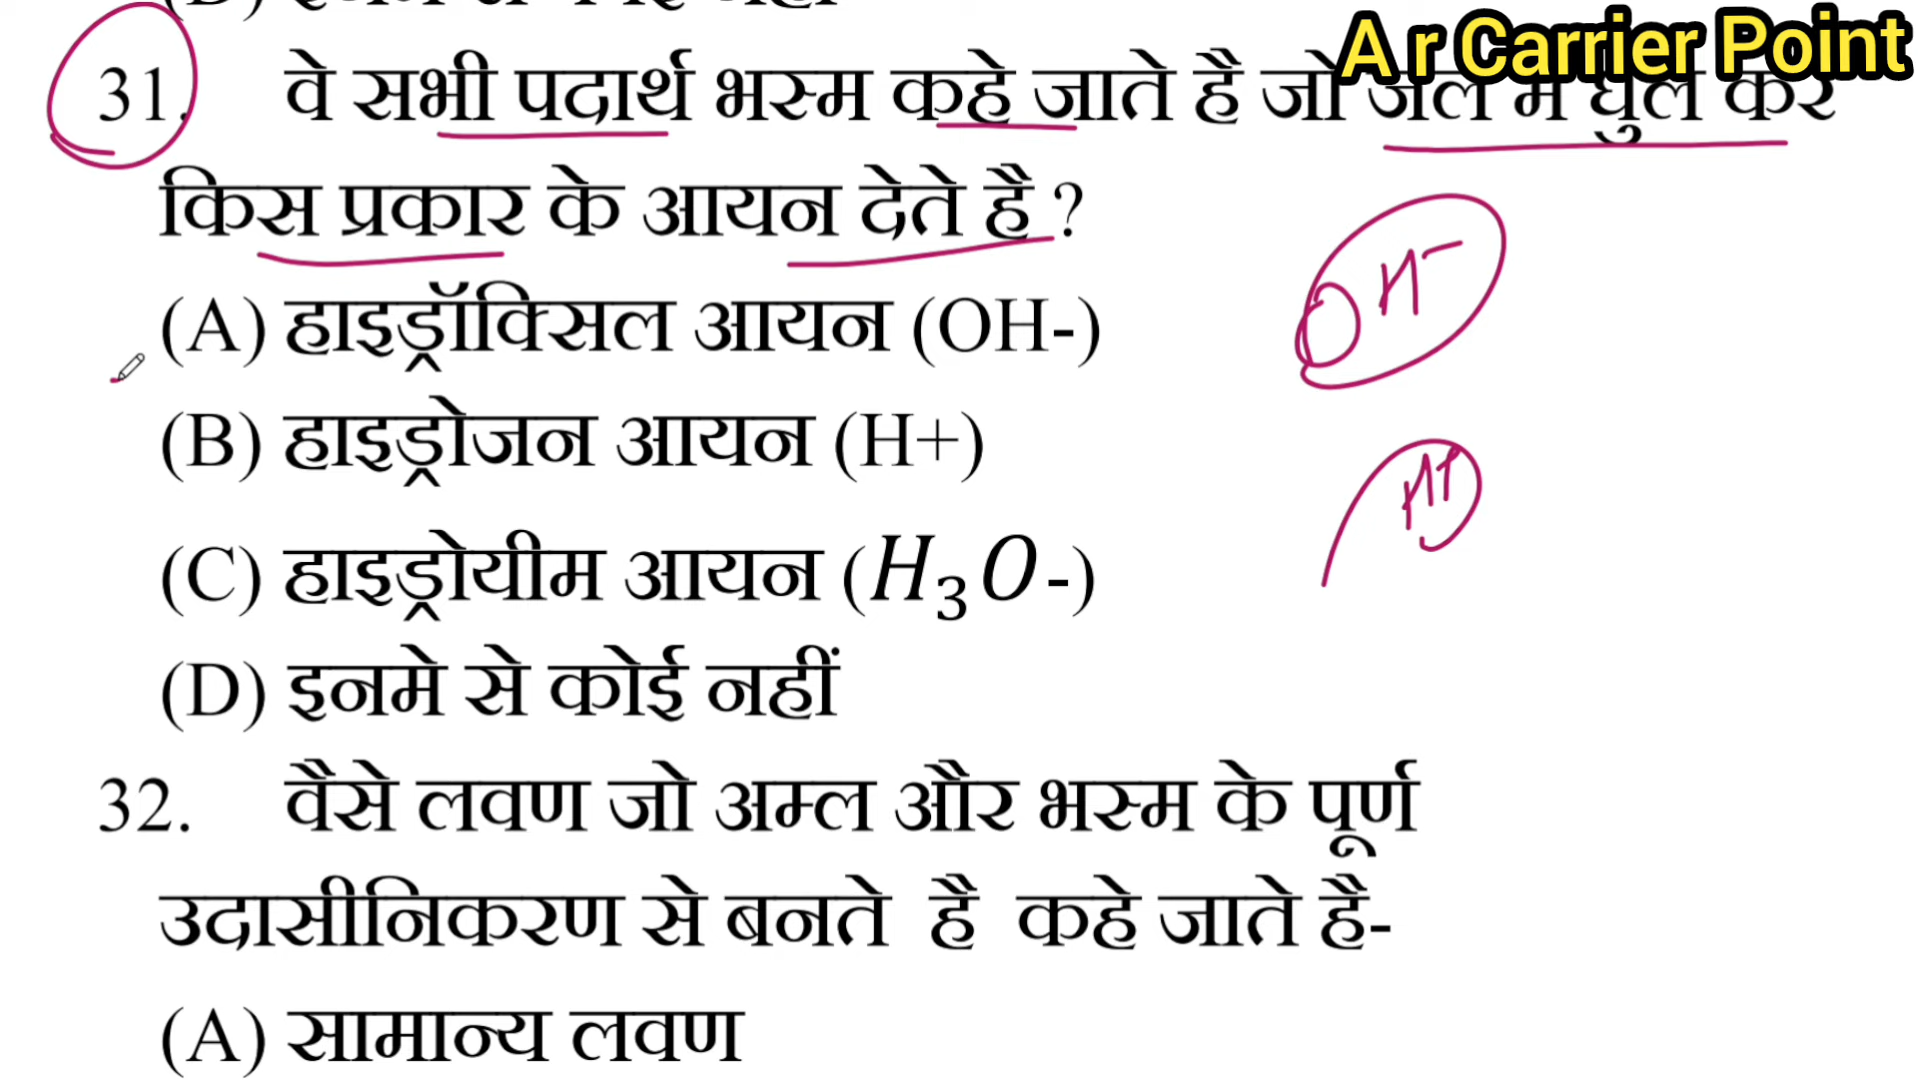 A r Carrier Point
31. वे सभी पदार्थ भस्म कहे जाते है जो जल में घुल कर
किस प्रकार के आयन देते है ?
(A) हाइड्रॉक्सिल आयन (OH-)
OH⁻
(B) हाइड्रोजन आयन (H+)
H+
(C) हाइड्रोयीम आयन (H₃O-)
(D) इनमे से कोई नहीं
32. वैसे लवण जो अम्ल और भस्म के पूर्ण
उदासीनिकरण से बनते है कहे जाते है-
(A) सामान्य लवण